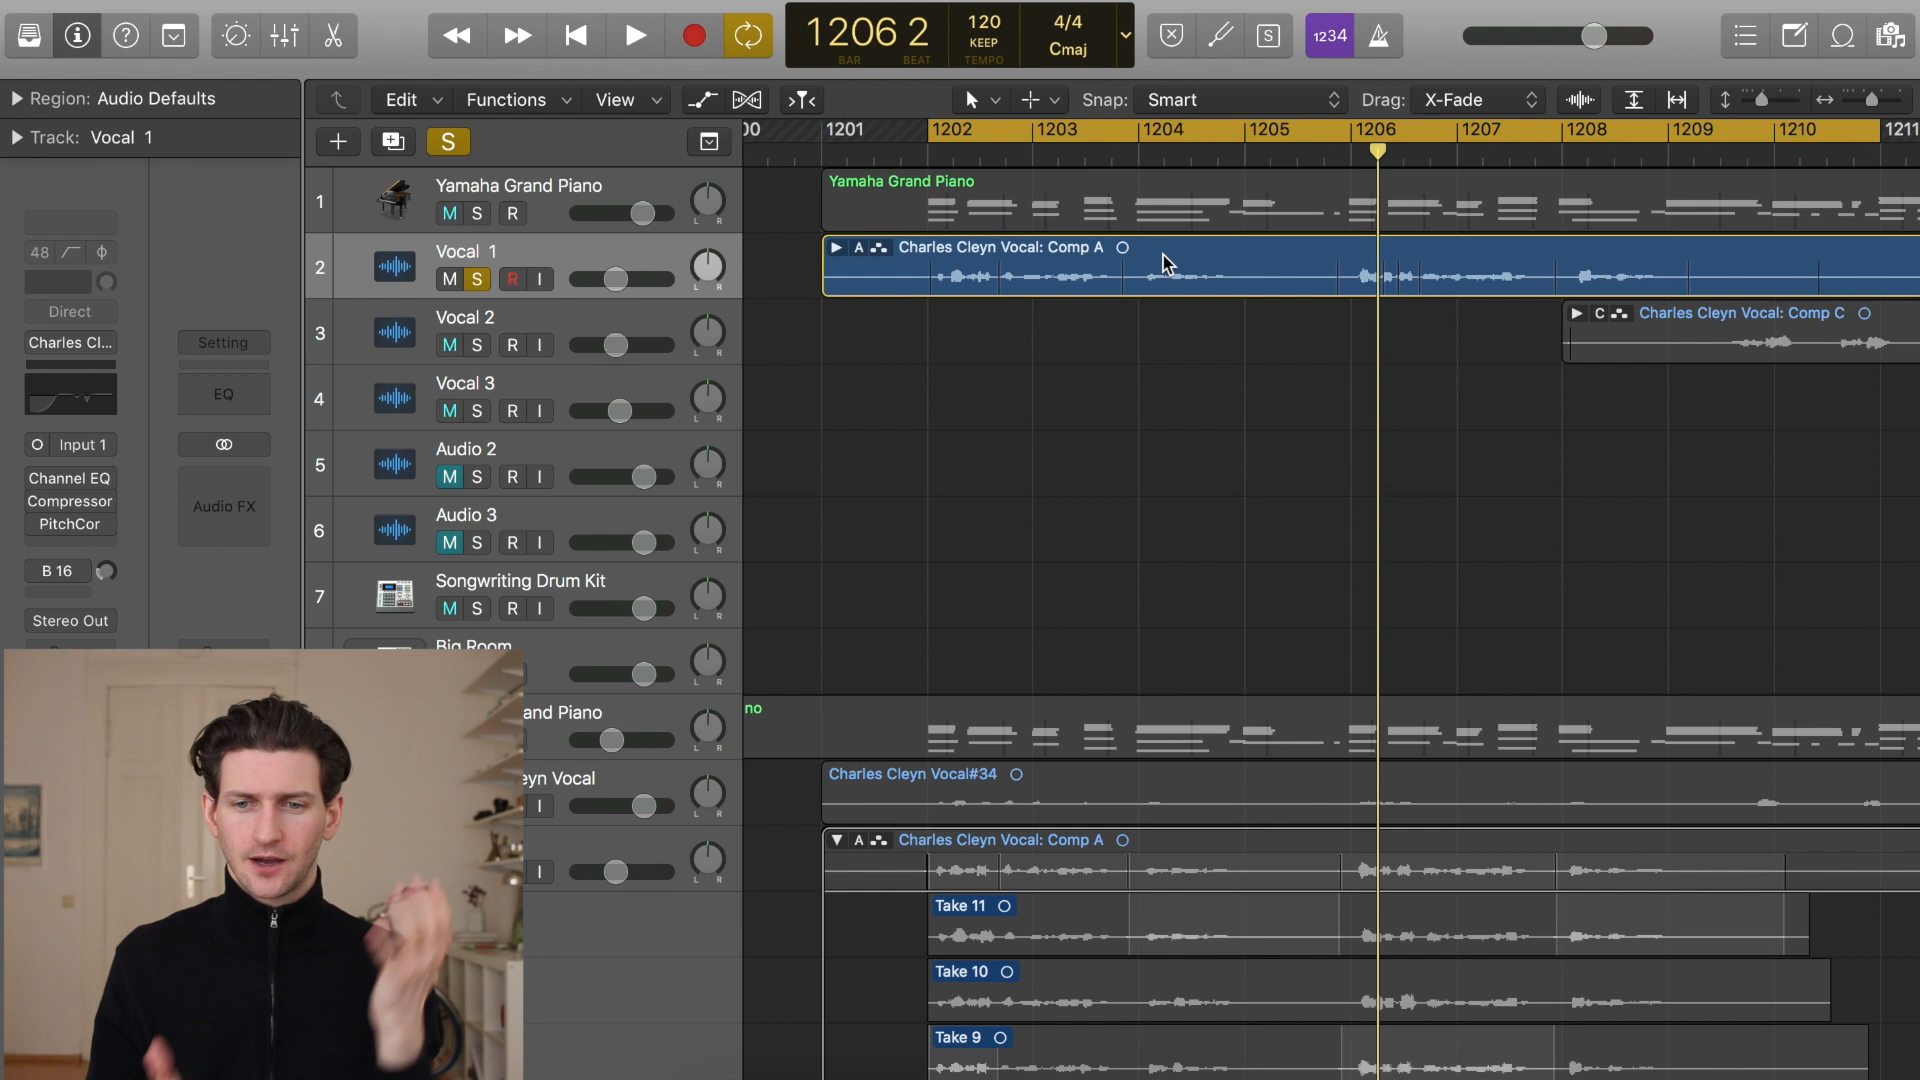 1206 2
BAR BEAT
120
KEEP
TEMPO
4/4
Cmaj
S
1234
Region: Audio Defaults
Track: Vocal 1
Edit Functions View
Snap: Smart
Drag: X-Fade
S
00 1201 1202 1203 1204 1205 1206 1207 1208 1209 1210 1211
48
Direct
Charles Cl...
Input 1
Channel EQ
Compressor
PitchCor
B 16
Stereo Out
Setting
EQ
Audio FX
1 Yamaha Grand Piano
M S R
L R
Yamaha Grand Piano
2 Vocal 1
M S R I
L R
A Charles Cleyn Vocal: Comp A
3 Vocal 2
M S R I
L R
C Charles Cleyn Vocal: Comp C
4 Vocal 3
M S R I
L R
5 Audio 2
M S R I
L R
6 Audio 3
M S R I
L R
7 Songwriting Drum Kit
M S R I
L R
Big Room
L R
and Piano
L R
no
eyn Vocal
I
L R
Charles Cleyn Vocal#34
I
L R
A Charles Cleyn Vocal: Comp A
Take 11
Take 10
Take 9